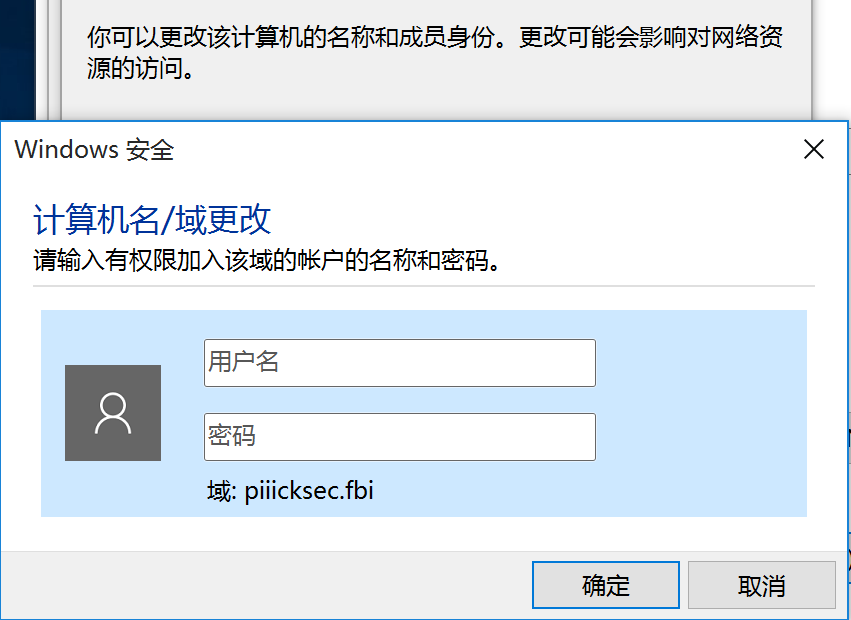 你可以更改该计算机的名称和成员身份。更改可能会影响对网络资
源的访问。
Windows 安全
计算机名/域更改
请输入有权限加入该域的帐户的名称和密码。
用户名
密码
域: piiicksec.fbi
确定
取消